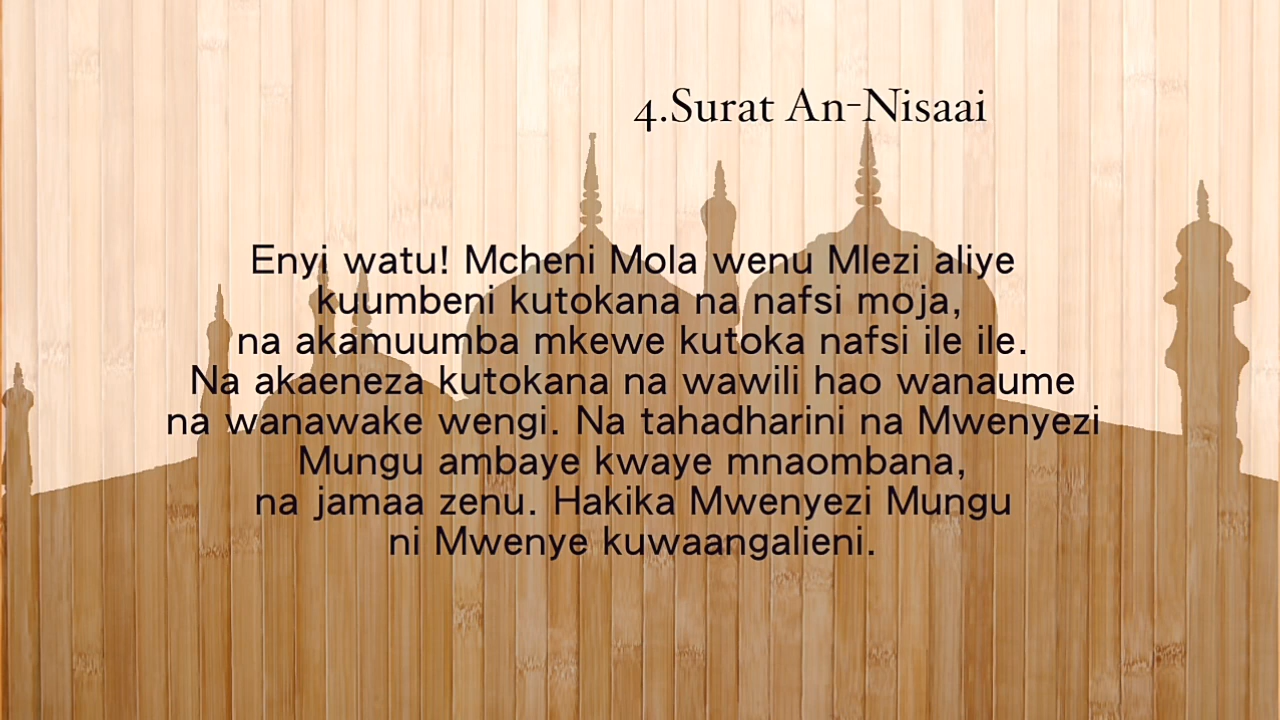 4.Surat An-Nisaai
Enyi watu! Mcheni Mola wenu Mlezi aliye
kuumbeni kutokana na nafsi moja,
na akamuumba mkewe kutoka nafsi ile ile.
Na akaeneza kutokana na wawili hao wanaume
na wanawake wengi. Na tahadharini na Mwenyezi
Mungu ambaye kwaye mnaombana,
na jamaa zenu. Hakika Mwenyezi Mungu
ni Mwenye kuwaangalieni.